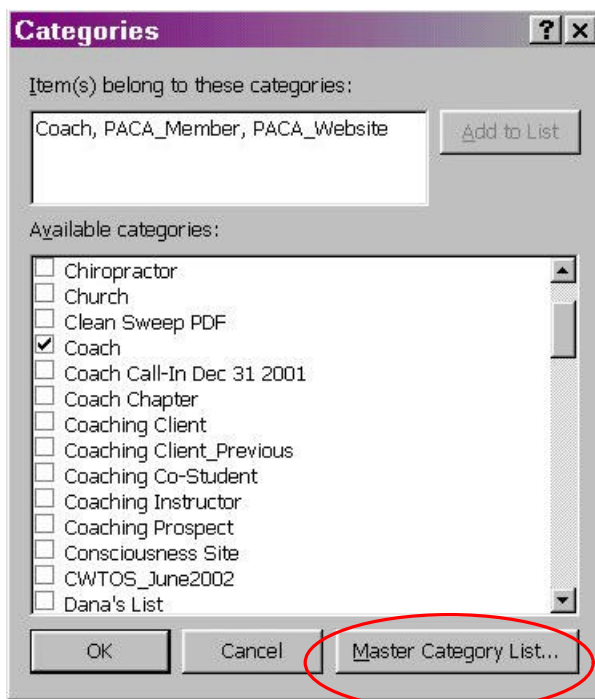 Categories
Item(s) belong to these categories:
Coach, PACA_Member, PACA_Website
Add to List
Available categories:
Chiropractor
Church
Clean Sweep PDF
Coach
Coach Call-In Dec 31 2001
Coach Chapter
Coaching Client
Coaching Client_Previous
Coaching Co-Student
Coaching Instructor
Coaching Prospect
Consciousness Site
CWTOS_June2002
Dana's List
OK Cancel Master Category List...